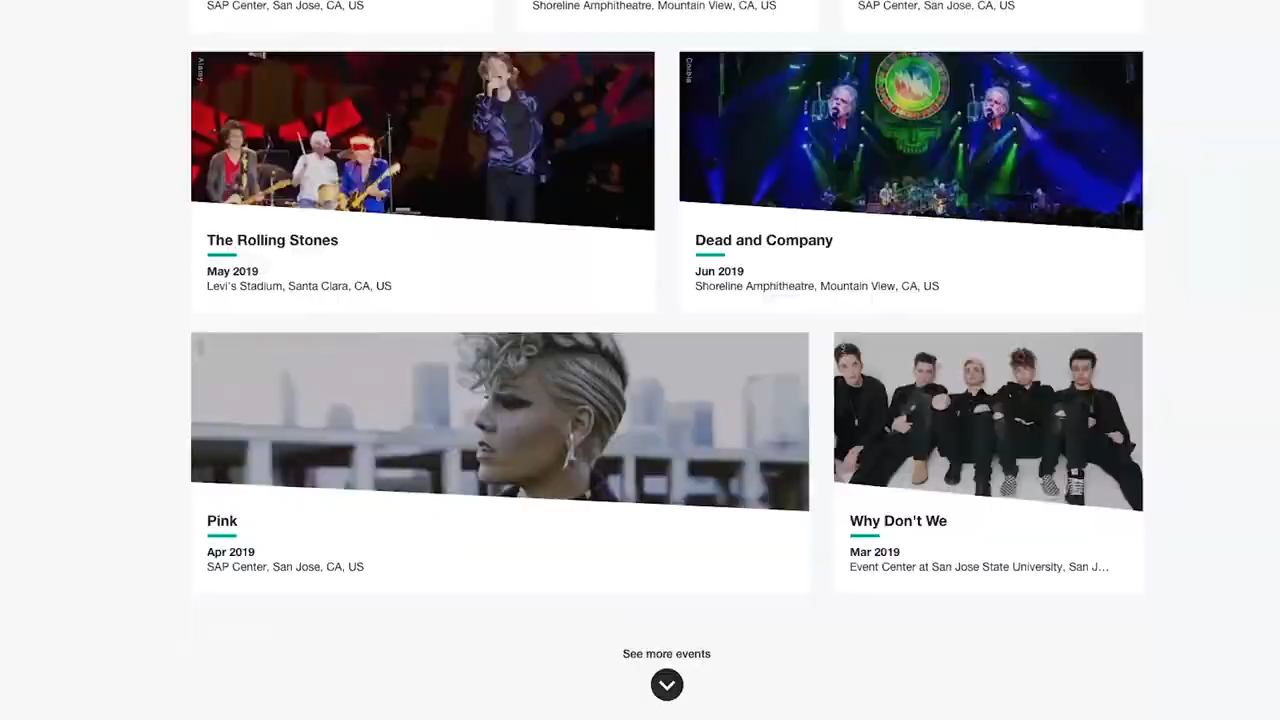 SAP Center, San Jose, CA, US
Shoreline Amphitheatre, Mountain View, CA, US
SAP Center, San Jose, CA, US
Alamy
Corbis
The Rolling Stones
May 2019
Levi's Stadium, Santa Clara, CA, US
Dead and Company
Jun 2019
Shoreline Amphitheatre, Mountain View, CA, US
Pink
Apr 2019
SAP Center, San Jose, CA, US
Why Don't We
Mar 2019
Event Center at San Jose State University, San J...
See more events